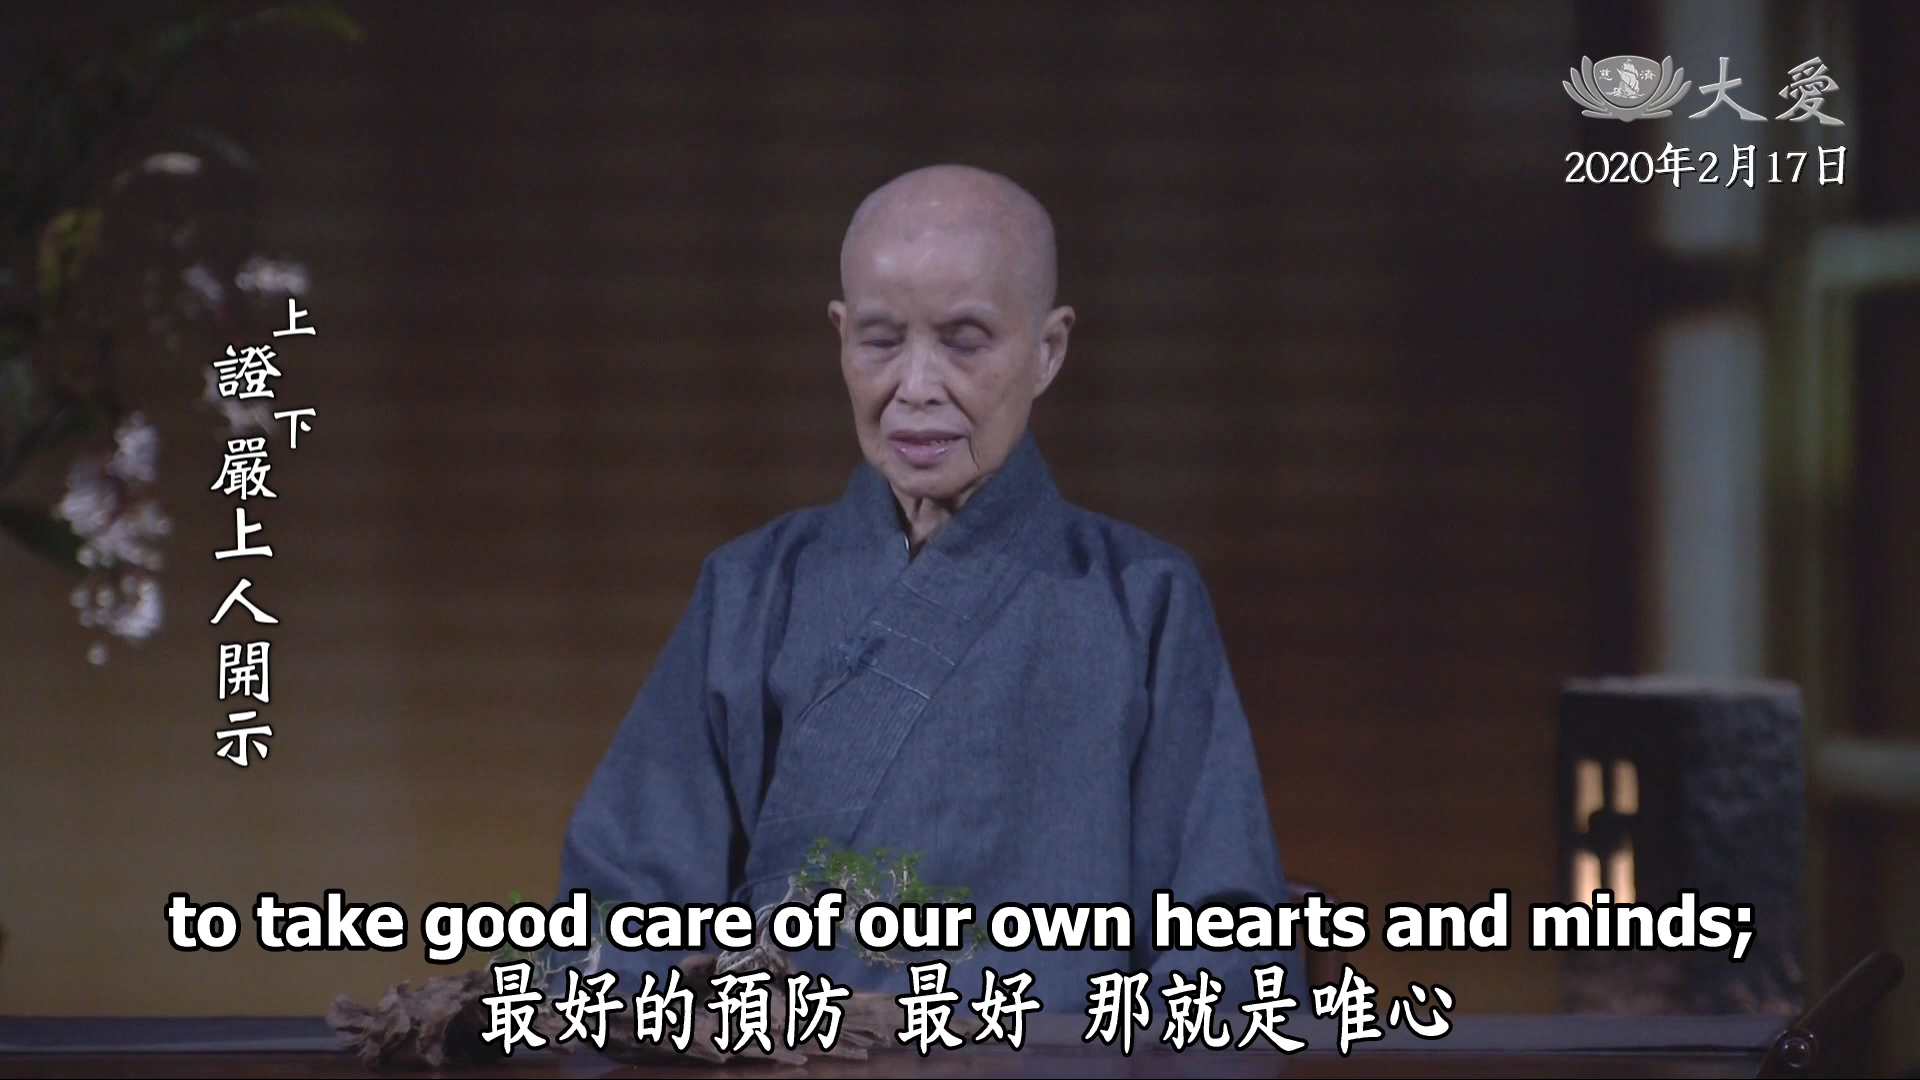 慈濟
大愛
2020年2月17日
上證下嚴上人開示
to take good care of our own hearts and minds;
最好的預防 最好 那就是唯心